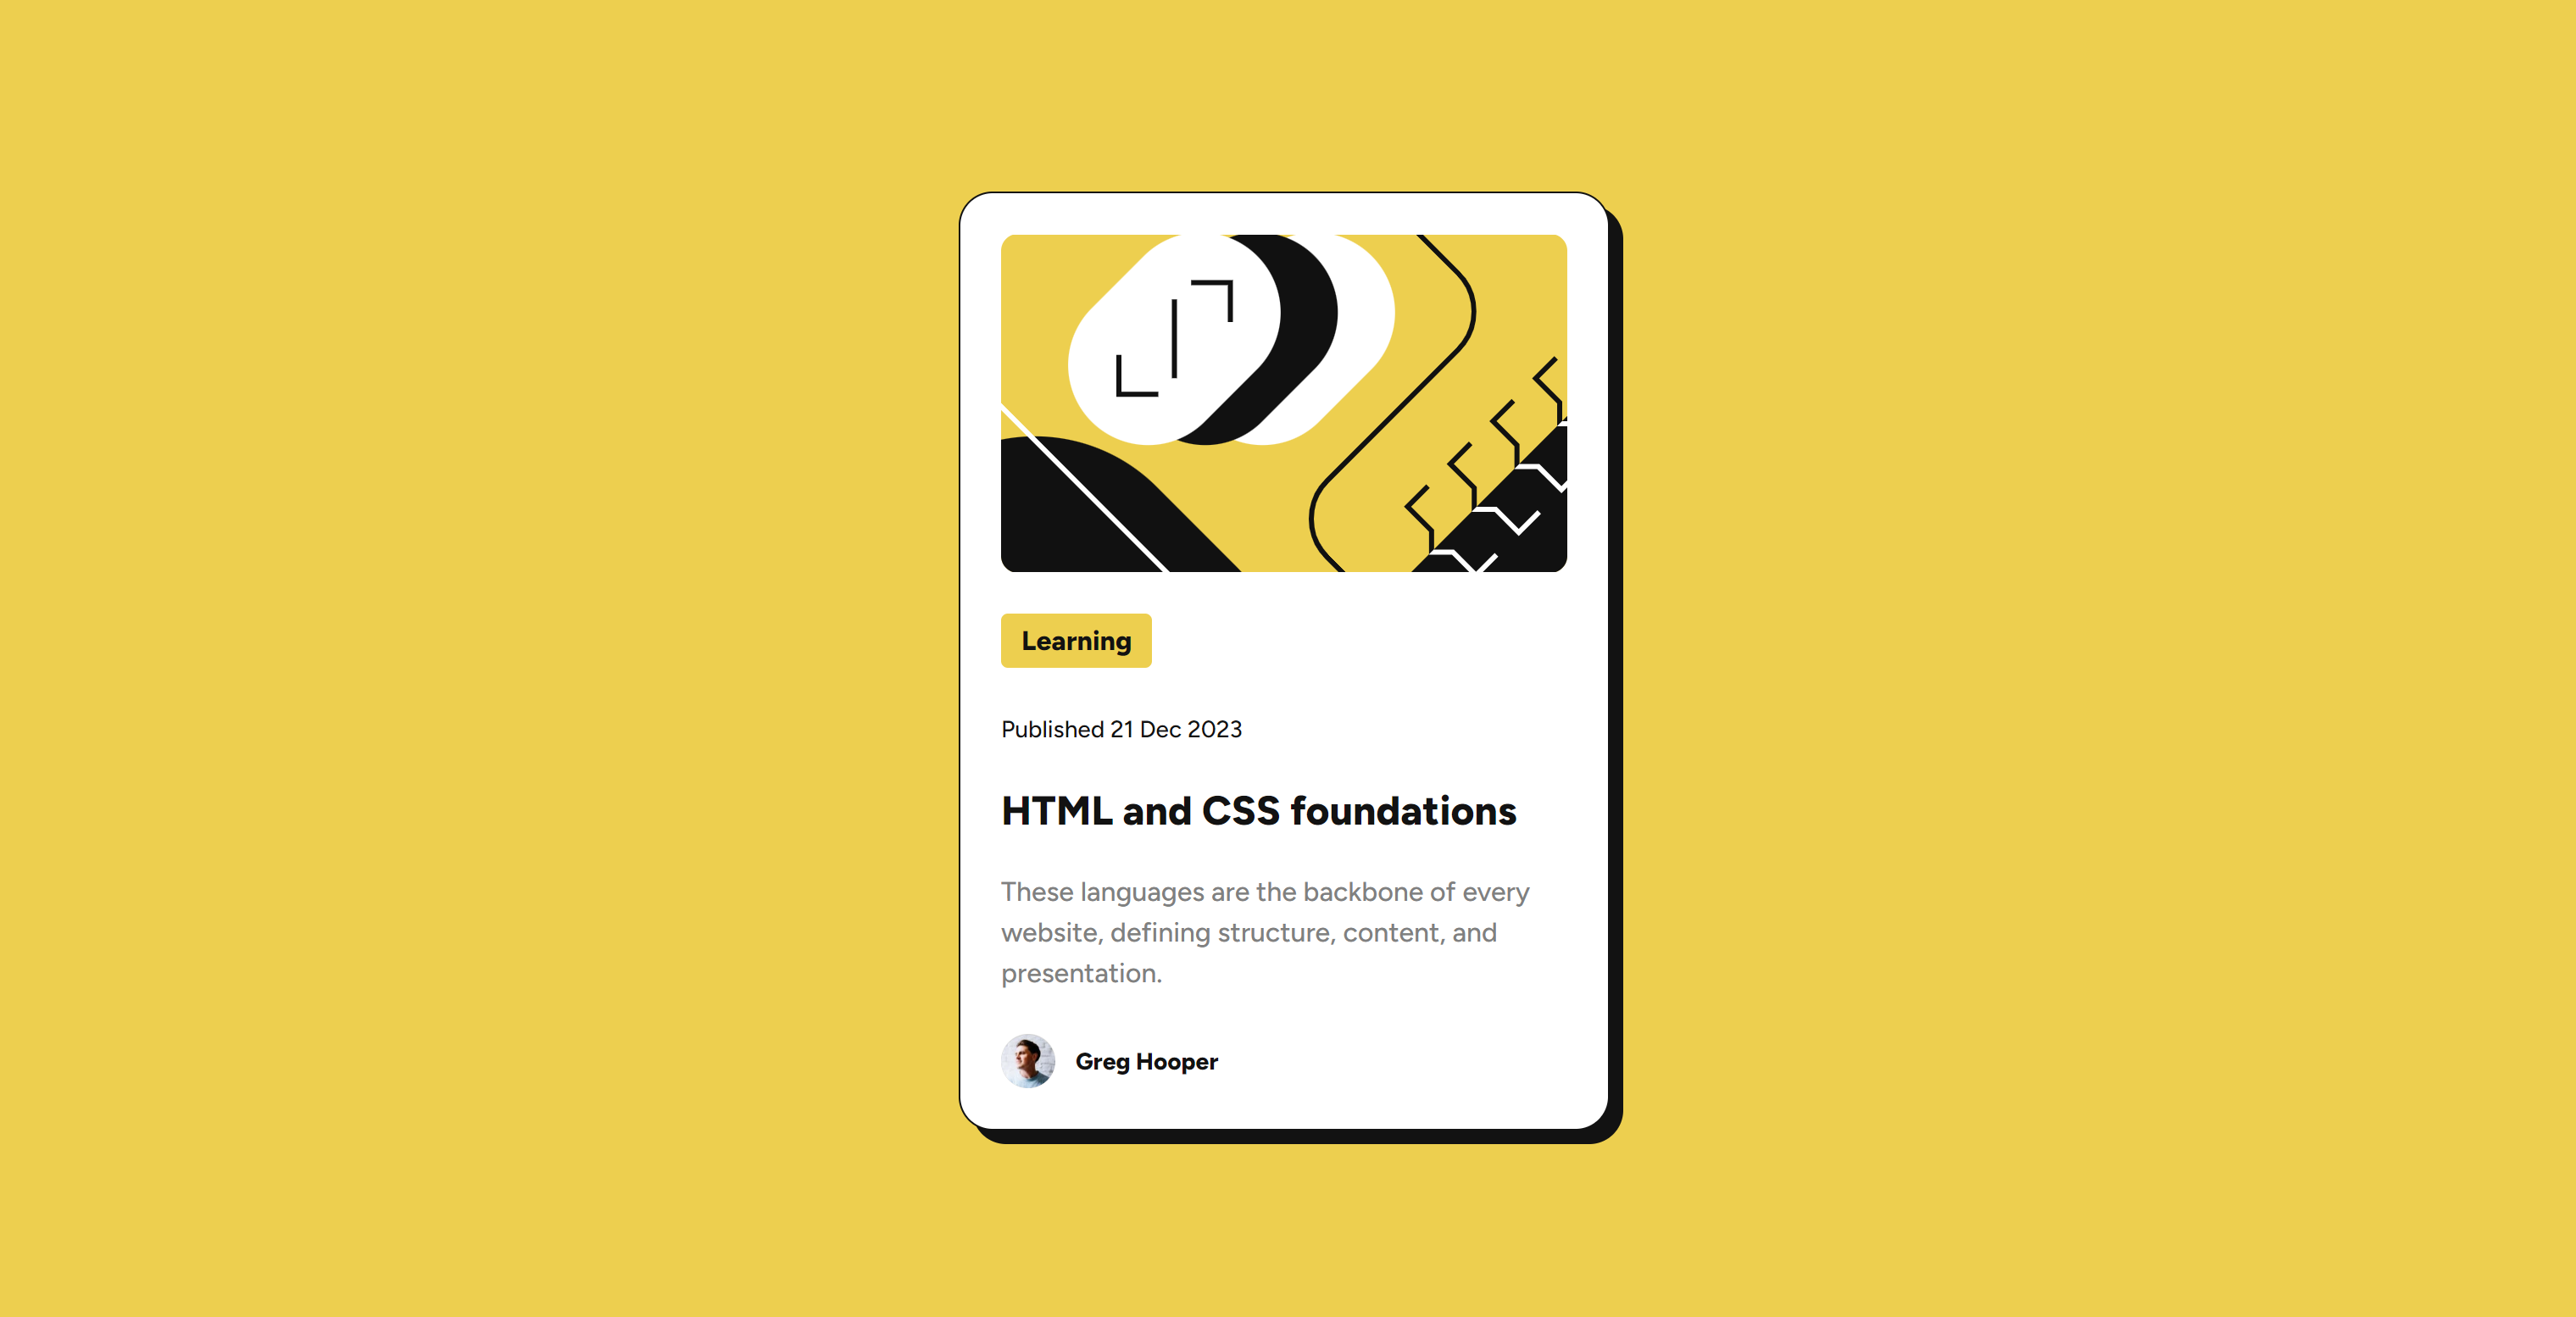 Learning
Published 21 Dec 2023
HTML and CSS foundations
These languages are the backbone of every
website, defining structure, content, and
presentation.
Greg Hooper